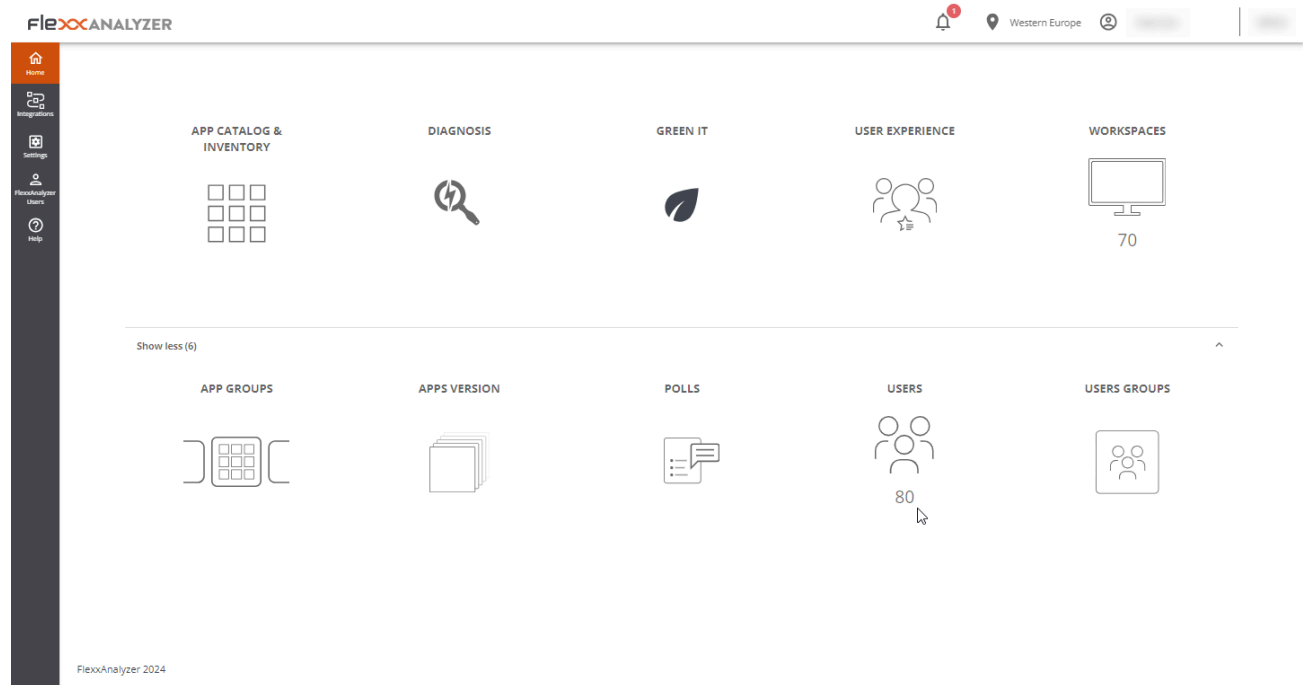 FlexxANALYZER
1
Western Europe
Home
Integrations
Settings
FlexxAnalyzer
Users
Help
APP CATALOG &
INVENTORY
DIAGNOSIS
GREEN IT
USER EXPERIENCE
WORKSPACES
70
Show less (6)
APP GROUPS
APPS VERSION
POLLS
USERS
USERS GROUPS
80
FlexxAnalyzer 2024